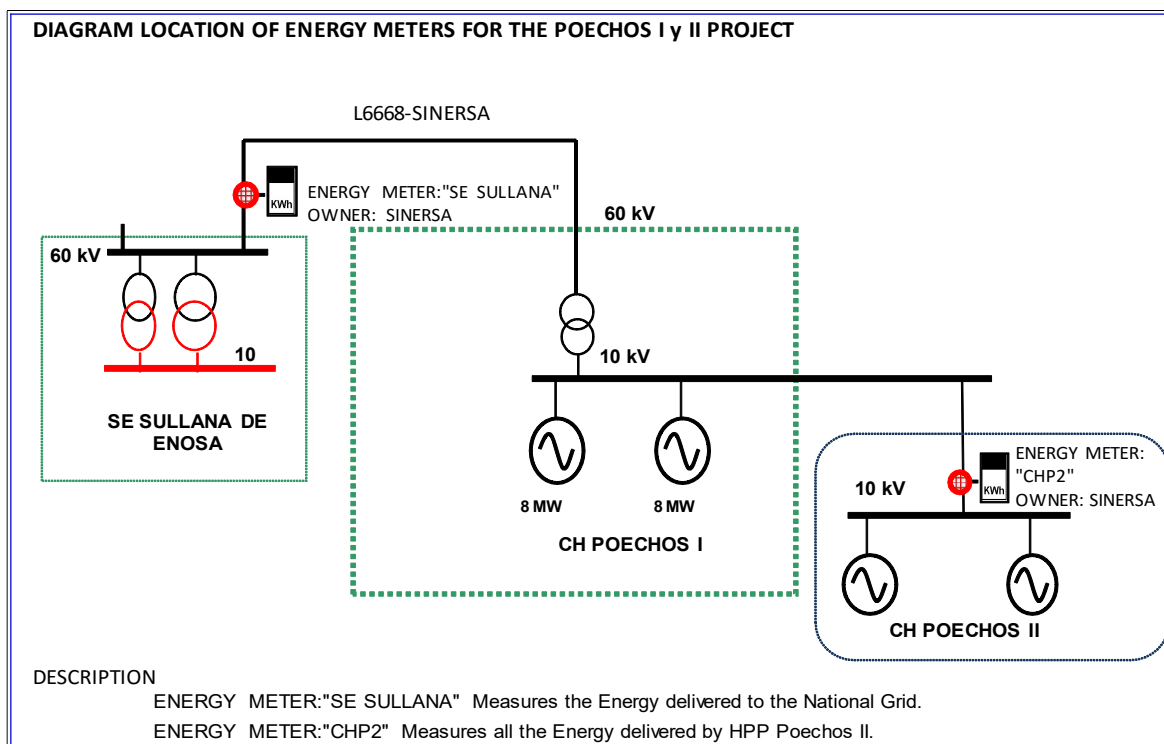 DIAGRAM LOCATION OF ENERGY METERS FOR THE POECHOS I y II PROJECT
L6668-SINERSA
KWh
ENERGY METER:"SE SULLANA"
OWNER: SINERSA
60 kV
60 kV
10
10 kV
SE SULLANA DE
ENOSA
8 MW
8 MW
CH POECHOS I
KWh
ENERGY METER:
"CHP2"
OWNER: SINERSA
10 kV
CH POECHOS II
DESCRIPTION
ENERGY METER:"SE SULLANA" Measures the Energy delivered to the National Grid.
ENERGY METER:"CHP2" Measures all the Energy delivered by HPP Poechos II.